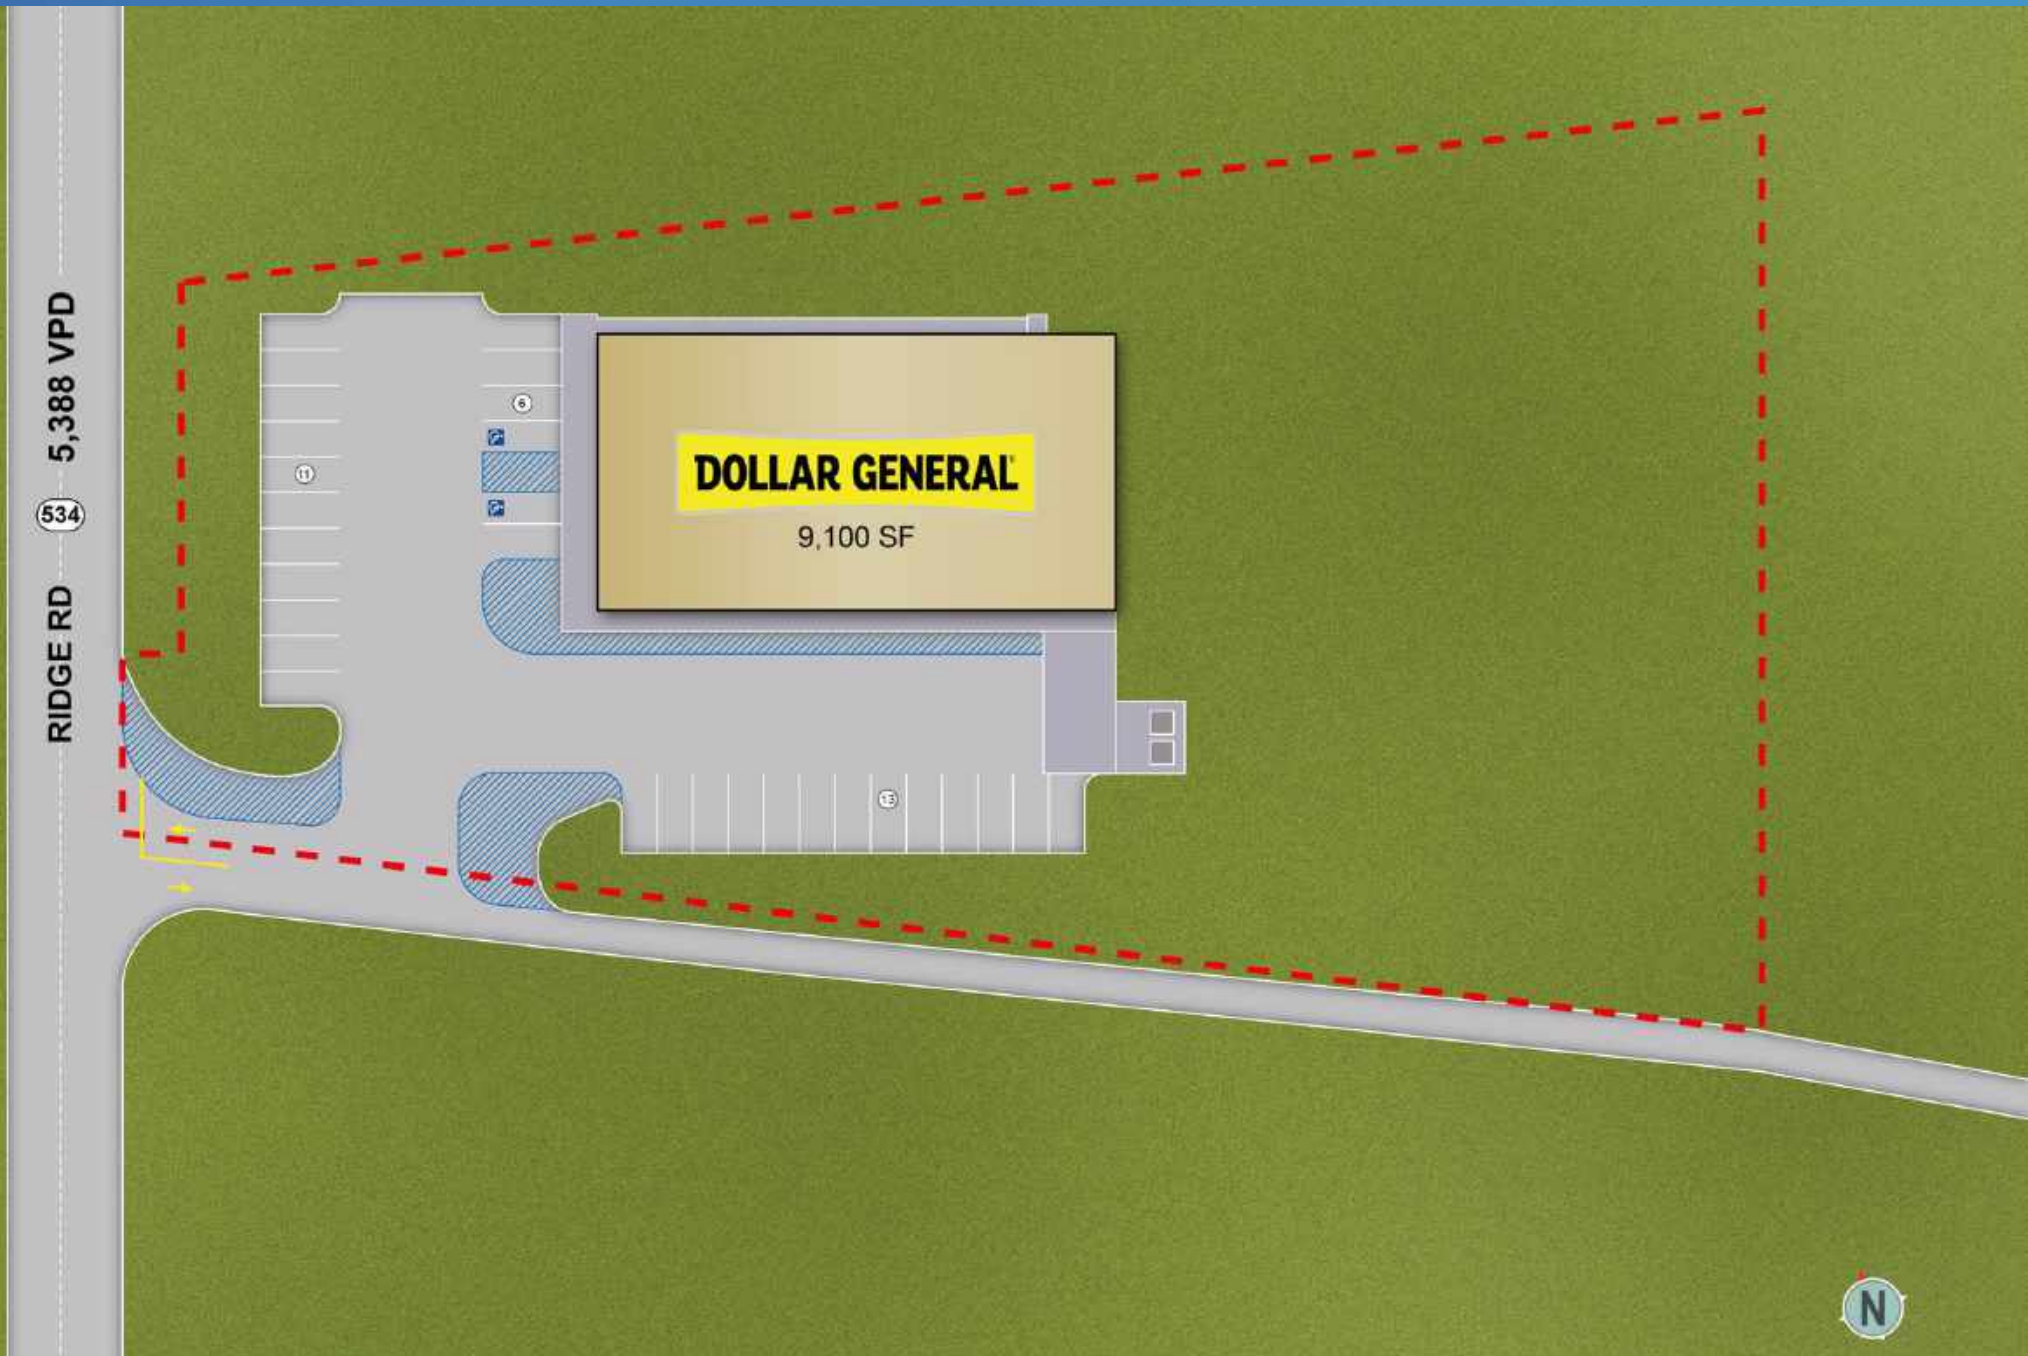 RIDGE RD
534
5,388 VPD
6
11
DOLLAR GENERAL®
9,100 SF
13
N